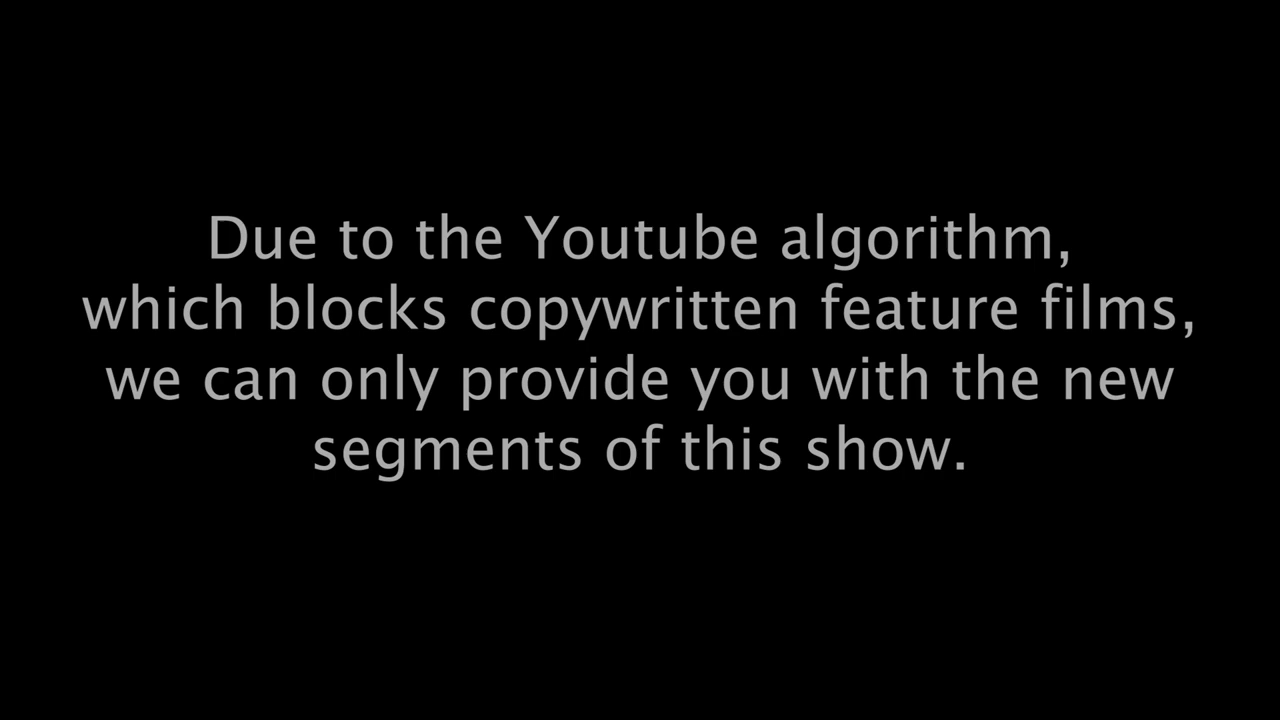 Due to the Youtube algorithm,
which blocks copywritten feature films,
we can only provide you with the new
segments of this show.